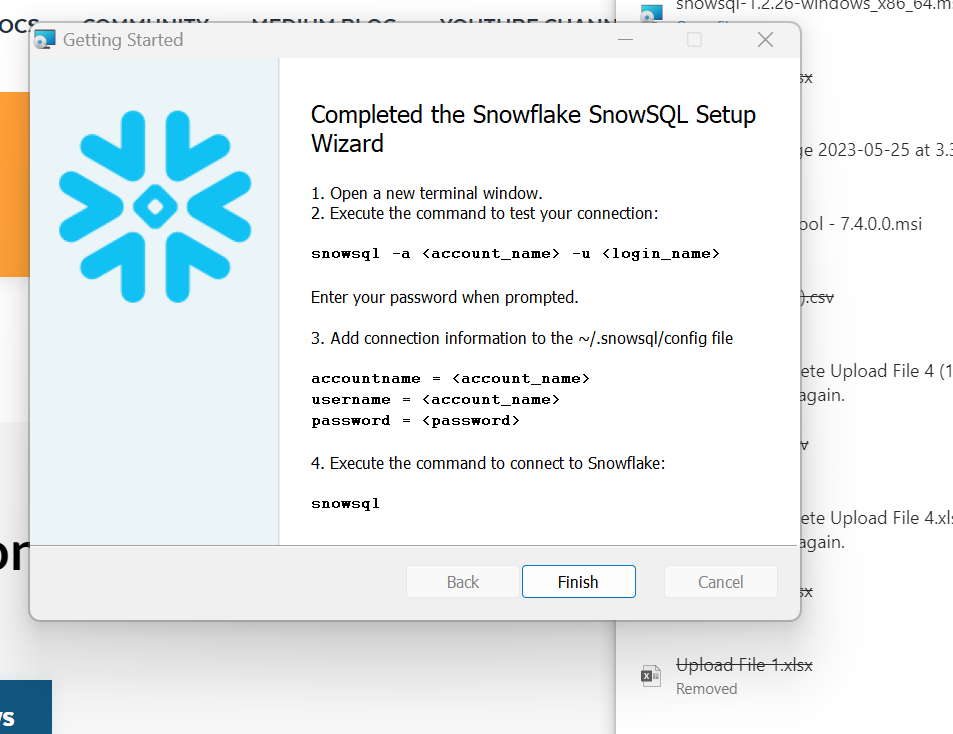 OCS COMMUNITY MEDIUM BLOG YOUTUBE CHANN
snowsql-1.2.26-windows_x86_64.ms
Getting Started
Completed the Snowflake SnowSQL Setup
Wizard
1. Open a new terminal window.
2. Execute the command to test your connection:
snowsql -a <account_name> -u <login_name>
Enter your password when prompted.
3. Add connection information to the ~/.snowsql/config file
accountname = <account_name>
username = <account_name>
password = <password>
4. Execute the command to connect to Snowflake:
snowsql
Back
Finish
Cancel
sx
ge 2023-05-25 at 3.3
ool - 7.4.0.0.msi
).csv
ete Upload File 4 (1
again.
v
ete Upload File 4.xls
again.
sx
Upload File 1.xlsx
Removed
on
ws